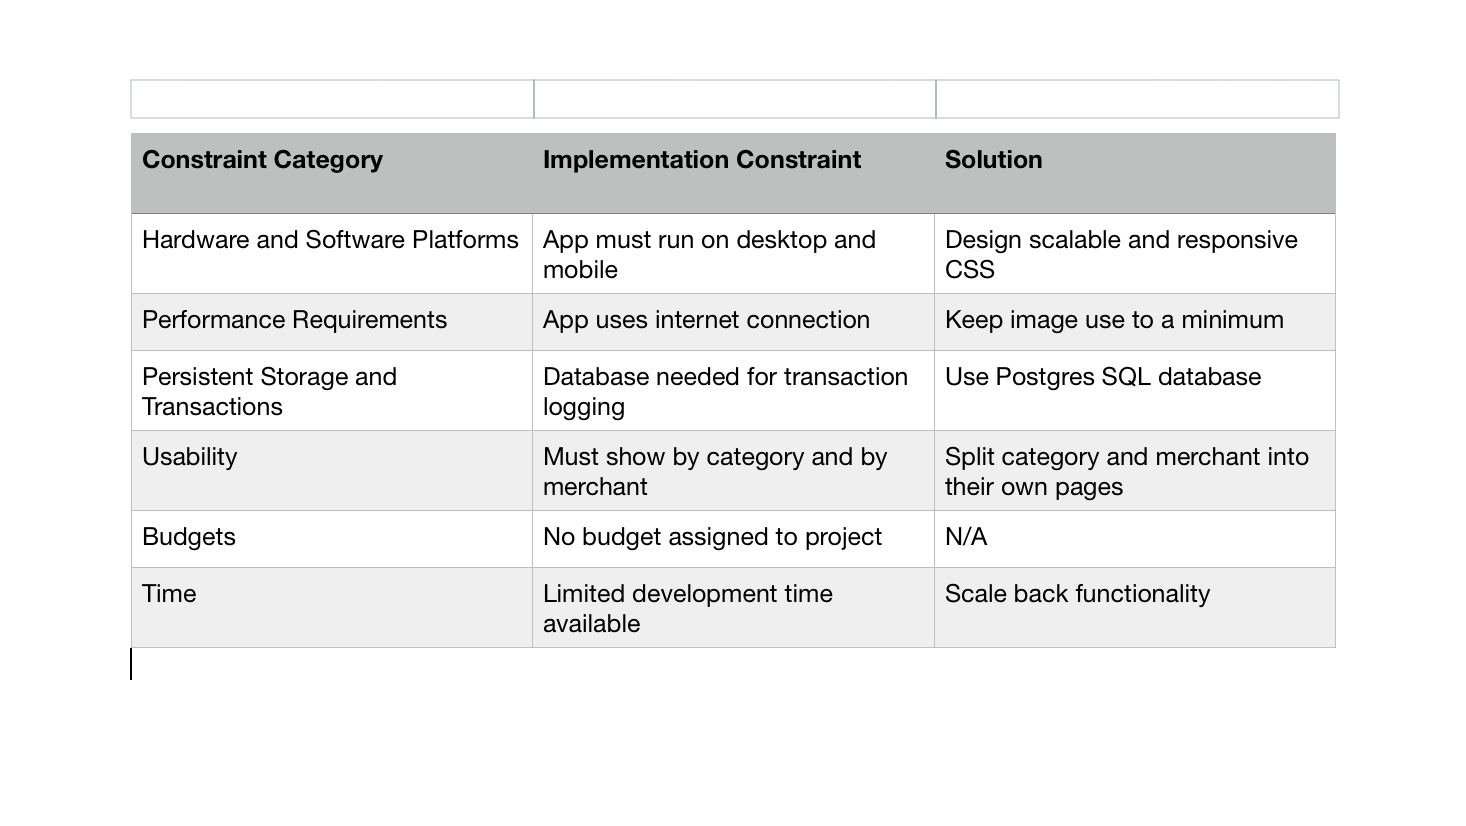 Constraint Category Implementation Constraint Solution
Hardware and Software Platforms App must run on desktop and Design scalable and responsive
mobile CSS
Performance Requirements App uses internet connection Keep image use to a minimum
Persistent Storage and Database needed for transaction Use Postgres SQL database
Transactions logging
Usability Must show by category and by Split category and merchant into
merchant their own pages
Budgets No budget assigned to project N/A
Time Limited development time Scale back functionality
available